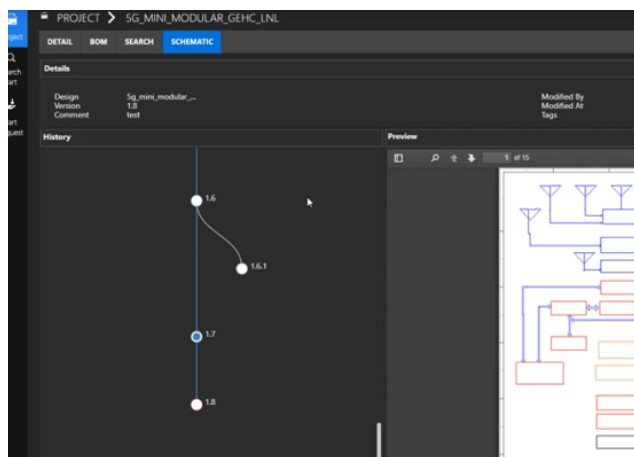 PROJECT > 5G_MINI_MODULAR_GEHC_LNL
DETAIL BOM SEARCH SCHEMATIC
Details
Design 5g_mini_modular_...
Version 1.8
Comment test
Modified By
Modified At
Tags
History
Preview
1 of 15
1.6
1.6.1
1.7
1.8